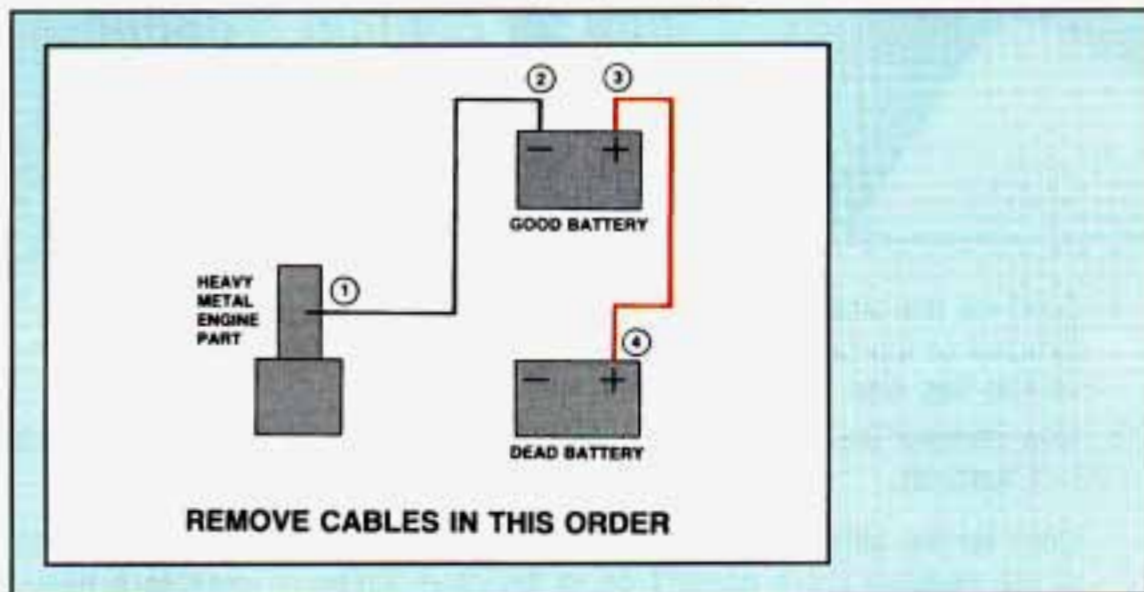 ② ③
− +
GOOD BATTERY
HEAVY
METAL
ENGINE
PART
①
④
− +
DEAD BATTERY
REMOVE CABLES IN THIS ORDER